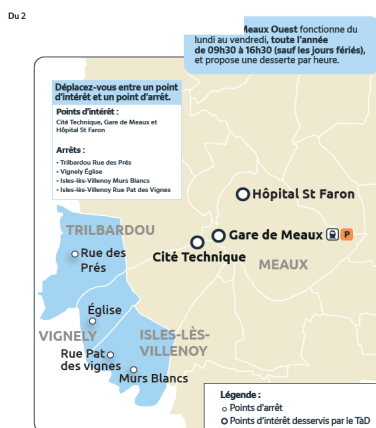 Du 2
Meaux Ouest fonctionne du
lundi au vendredi, toute l'année
de 09h30 à 16h30 (sauf les jours fériés),
et propose une desserte par heure.
Déplacez-vous entre un point
d'intérêt et un point d'arrêt.
Points d'intérêt :
Cité Technique, Gare de Meaux et
Hôpital St Faron
Arrêts :
• Trilbardou Rue des Prés
• Vignely Église
• Isles-lès-Villenoy Murs Blancs
• Isles-lès-Villenoy Rue Pat des Vignes
Hôpital St Faron
TRILBARDOU
Gare de Meaux P
Rue des
Prés
Cité Technique
MEAUX
Église
VIGNELY
ISLES-LÈS-
VILLENOY
Rue Pat
des vignes
Murs Blancs
Légende :
Points d'arrêt
Points d'intérêt desservis par le TàD